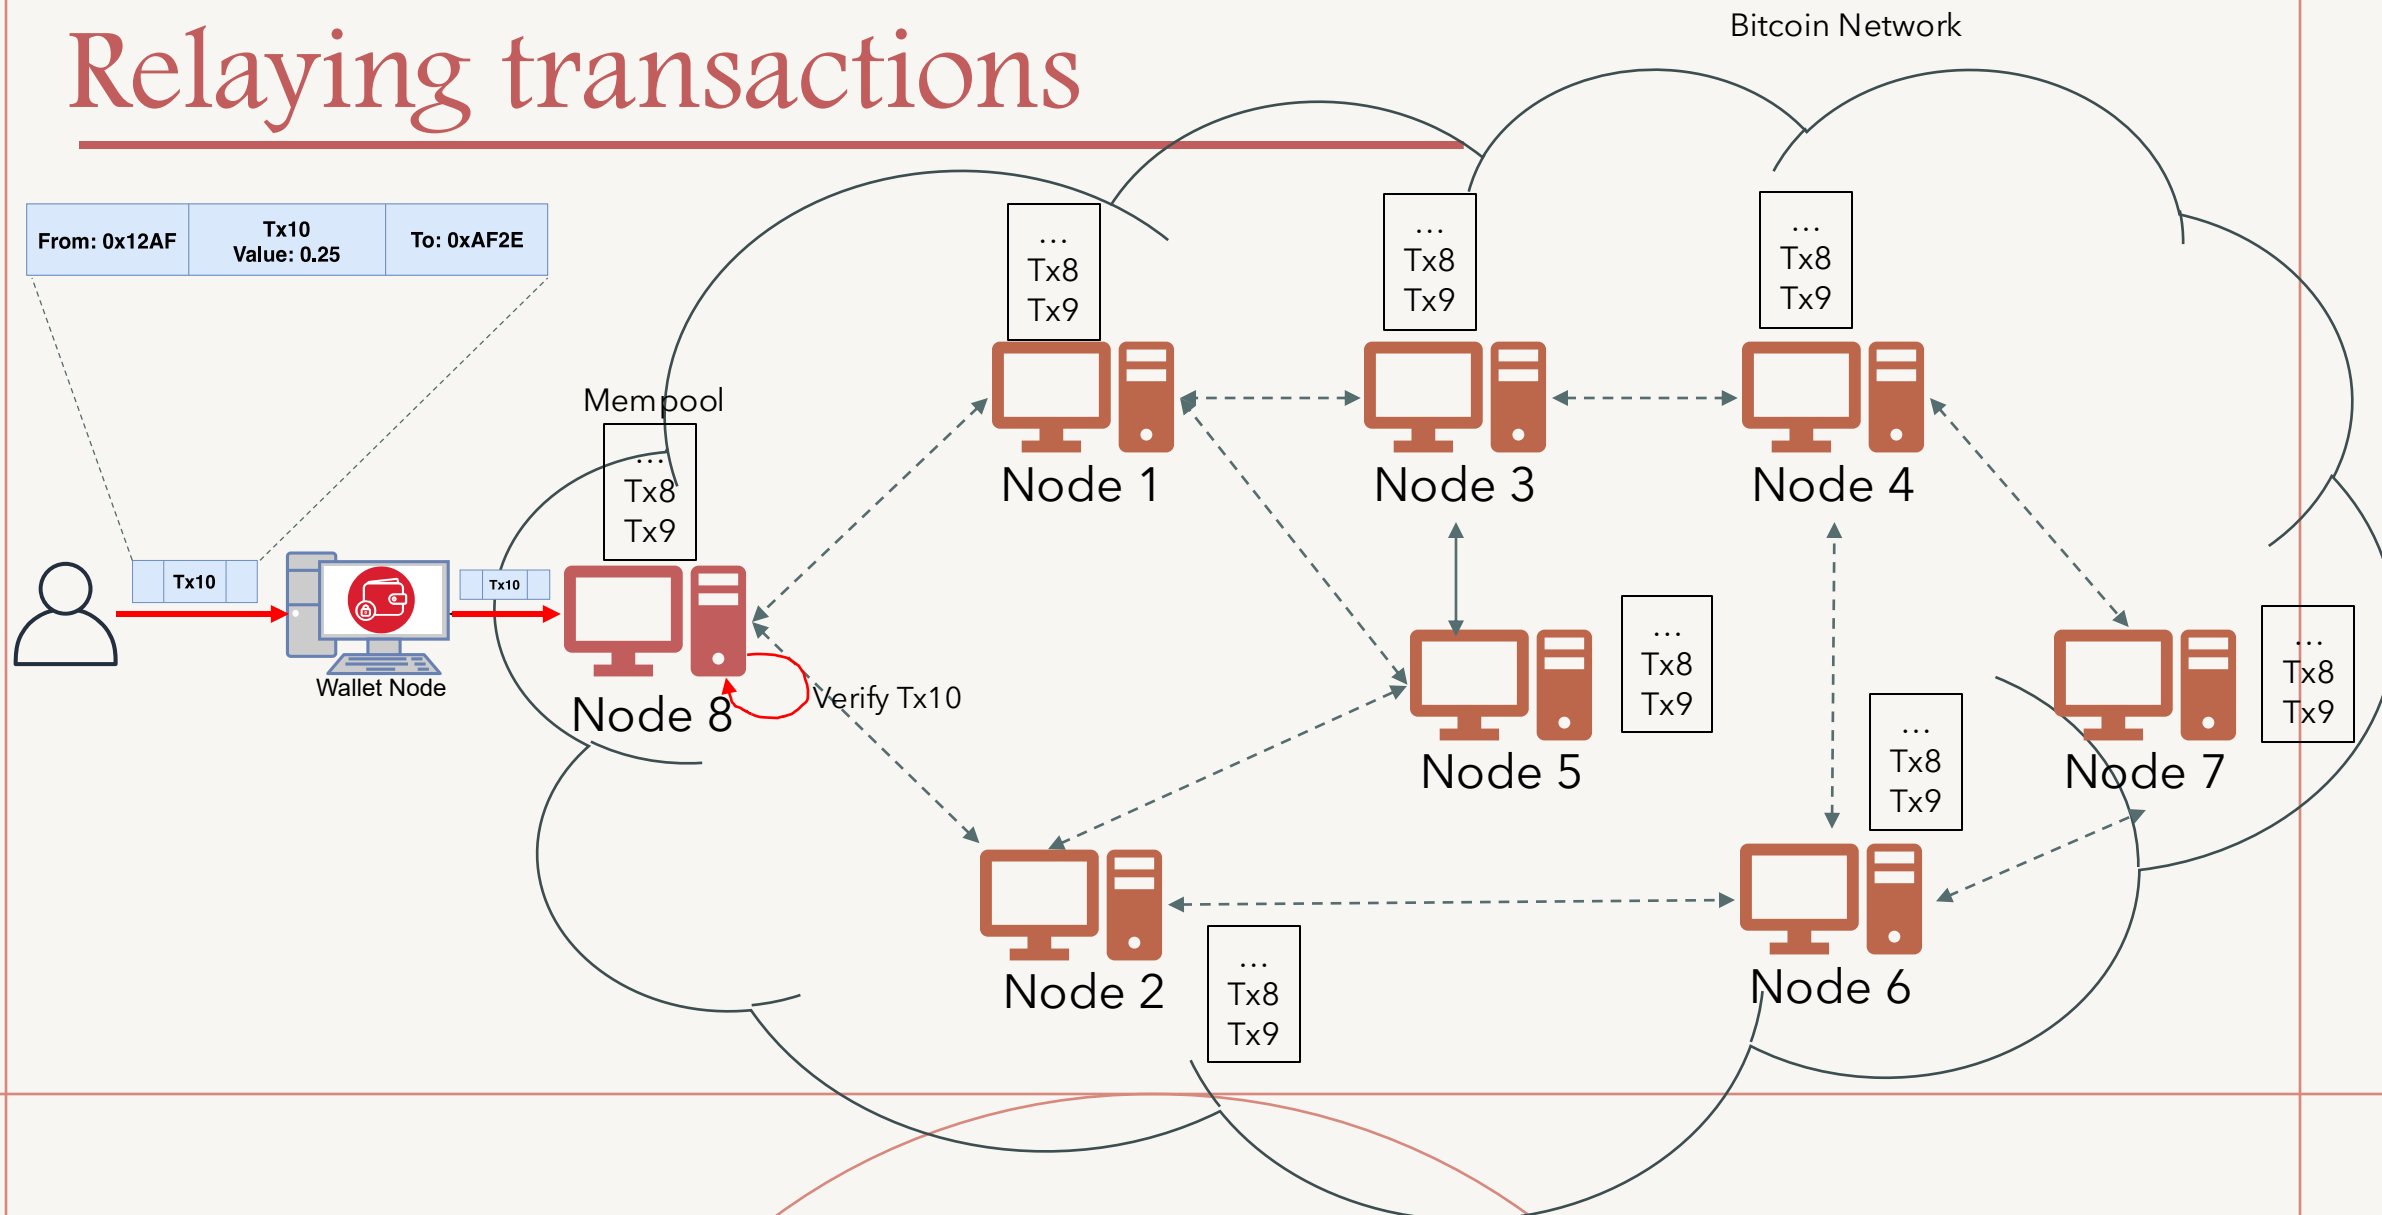 Relaying transactions
Bitcoin Network
From: 0x12AF
Tx10
Value: 0.25
To: 0xAF2E
Tx10
Wallet Node
Tx10
Mempool
...
Tx8
Tx9
Node 8
Verify Tx10
...
Tx8
Tx9
Node 1
...
Tx8
Tx9
Node 3
...
Tx8
Tx9
Node 4
...
Tx8
Tx9
Node 5
...
Tx8
Tx9
Node 7
...
Tx8
Tx9
Node 6
Node 2
...
Tx8
Tx9